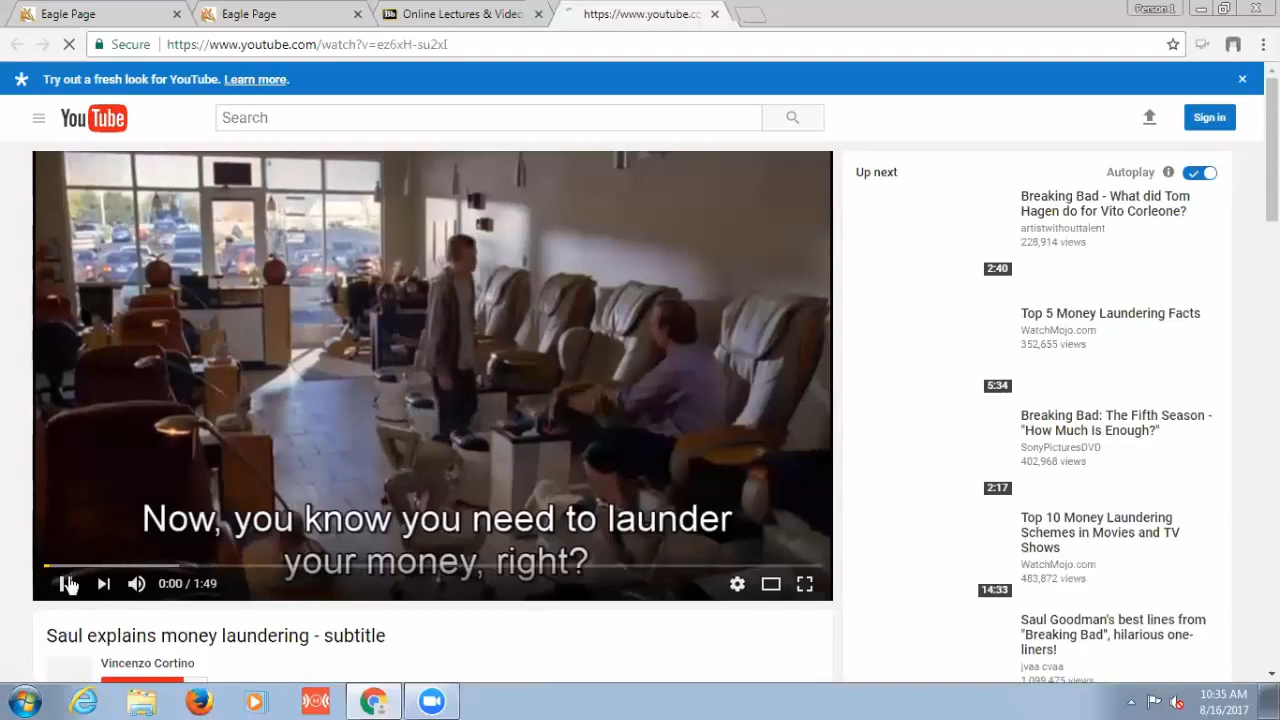 Eagle Page
Eagle Page
Bb Online Lectures & Video
https://www.youtube.co
Person 1
Secure https://www.youtube.com/watch?v=ez6xH-su2xI
Try out a fresh look for YouTube. Learn more.
YouTube
Search
Sign in
Now, you know you need to launder
your money, right?
0:00 / 1:49
Saul explains money laundering - subtitle
Vincenzo Cortino
Up next
Autoplay
Breaking Bad - What did Tom
Hagen do for Vito Corleone?
artistwithouttalent
228,914 views
2:40
Top 5 Money Laundering Facts
WatchMojo.com
352,655 views
5:34
Breaking Bad: The Fifth Season -
"How Much Is Enough?"
SonyPicturesDVD
402,968 views
2:17
Top 10 Money Laundering
Schemes in Movies and TV
Shows
WatchMojo.com
483,872 views
14:33
Saul Goodman's best lines from
"Breaking Bad", hilarious one-
liners!
jvaa cvaa
1,099,475 views
10:35 AM
8/16/2017